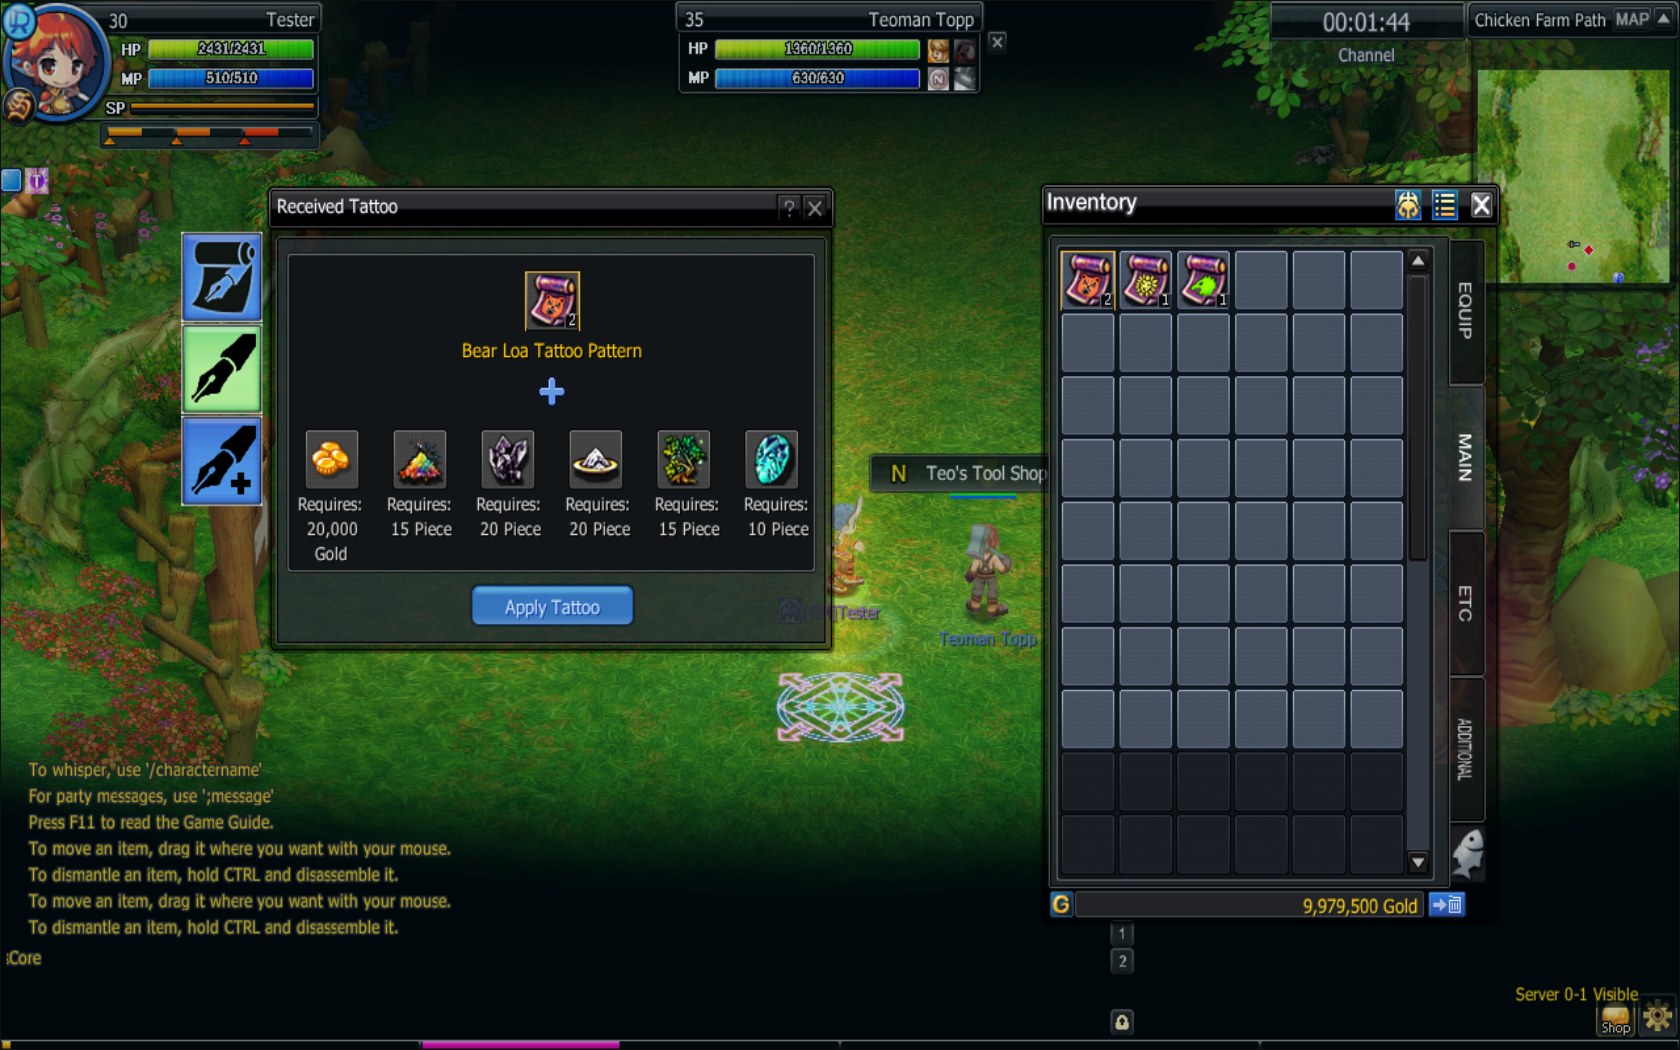 30 Tester
HP 2431/2431
MP 510/510
SP
35 Teoman Topp
HP 1360/1360
MP 630/630
N
00:01:44
Channel
Chicken Farm Path MAP
T
Received Tattoo ?
2
Bear Loa Tattoo Pattern
Requires: 20,000 Gold
Requires: 15 Piece
Requires: 20 Piece
Requires: 20 Piece
Requires: 15 Piece
Requires: 10 Piece
Apply Tattoo
N Teo's Tool Shop
Tester
Teoman Topp
Inventory
2 1 1
EQUIP
MAIN
ETC
ADDITIONAL
G 9,979,500 Gold
1
2
To whisper, use '/charactername'
For party messages, use ';message'
Press F11 to read the Game Guide.
To move an item, drag it where you want with your mouse.
To dismantle an item, hold CTRL and disassemble it.
To move an item, drag it where you want with your mouse.
To dismantle an item, hold CTRL and disassemble it.
:Core
Server 0-1 Visible
Shop